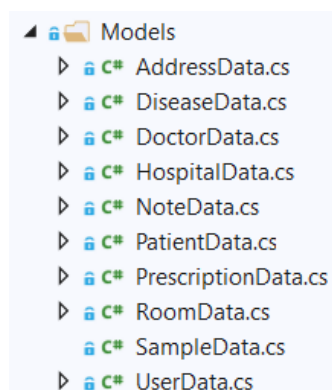 Models
C# AddressData.cs
C# DiseaseData.cs
C# DoctorData.cs
C# HospitalData.cs
C# NoteData.cs
C# PatientData.cs
C# PrescriptionData.cs
C# RoomData.cs
C# SampleData.cs
C# UserData.cs